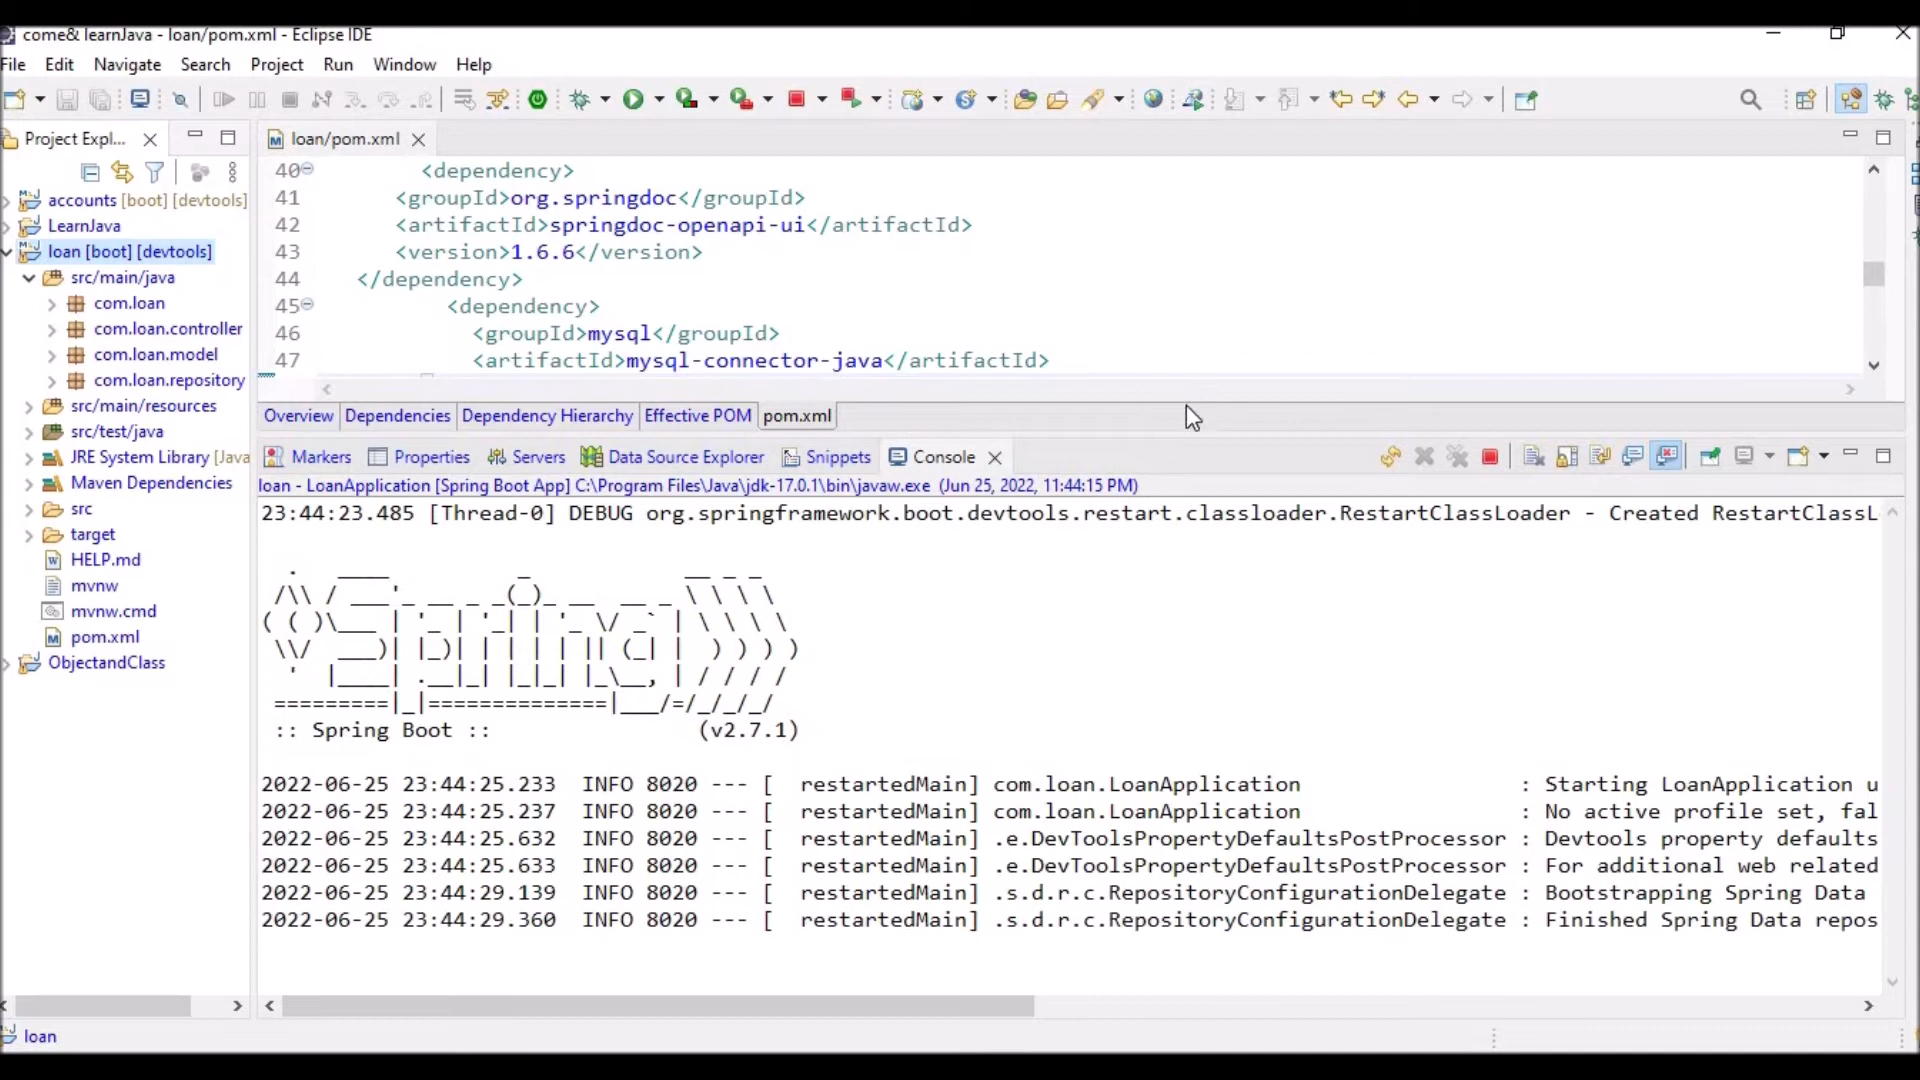 come& learnJava - loan/pom.xml - Eclipse IDE
File Edit Navigate Search Project Run Window Help
Project Expl...
loan/pom.xml
accounts [boot] [devtools]
LearnJava
loan [boot] [devtools]
src/main/java
com.loan
com.loan.controller
com.loan.model
com.loan.repository
src/main/resources
src/test/java
JRE System Library [Java
Maven Dependencies
src
target
HELP.md
mvnw
mvnw.cmd
pom.xml
ObjectandClass
40 <dependency>
41 <groupId>org.springdoc</groupId>
42 <artifactId>springdoc-openapi-ui</artifactId>
43 <version>1.6.6</version>
44 </dependency>
45 <dependency>
46 <groupId>mysql</groupId>
47 <artifactId>mysql-connector-java</artifactId>
Overview Dependencies Dependency Hierarchy Effective POM pom.xml
Markers Properties Servers Data Source Explorer Snippets Console
loan - LoanApplication [Spring Boot App] C:\Program Files\Java\jdk-17.0.1\bin\javaw.exe (Jun 25, 2022, 11:44:15 PM)
23:44:23.485 [Thread-0] DEBUG org.springframework.boot.devtools.restart.classloader.RestartClassLoader - Created RestartClassL
Spring
:: Spring Boot :: (v2.7.1)
2022-06-25 23:44:25.233 INFO 8020 --- [ restartedMain] com.loan.LoanApplication : Starting LoanApplication u
2022-06-25 23:44:25.237 INFO 8020 --- [ restartedMain] com.loan.LoanApplication : No active profile set, fal
2022-06-25 23:44:25.632 INFO 8020 --- [ restartedMain] .e.DevToolsPropertyDefaultsPostProcessor : Devtools property defaults
2022-06-25 23:44:25.633 INFO 8020 --- [ restartedMain] .e.DevToolsPropertyDefaultsPostProcessor : For additional web related
2022-06-25 23:44:29.139 INFO 8020 --- [ restartedMain] .s.d.r.c.RepositoryConfigurationDelegate : Bootstrapping Spring Data
2022-06-25 23:44:29.360 INFO 8020 --- [ restartedMain] .s.d.r.c.RepositoryConfigurationDelegate : Finished Spring Data repos
loan